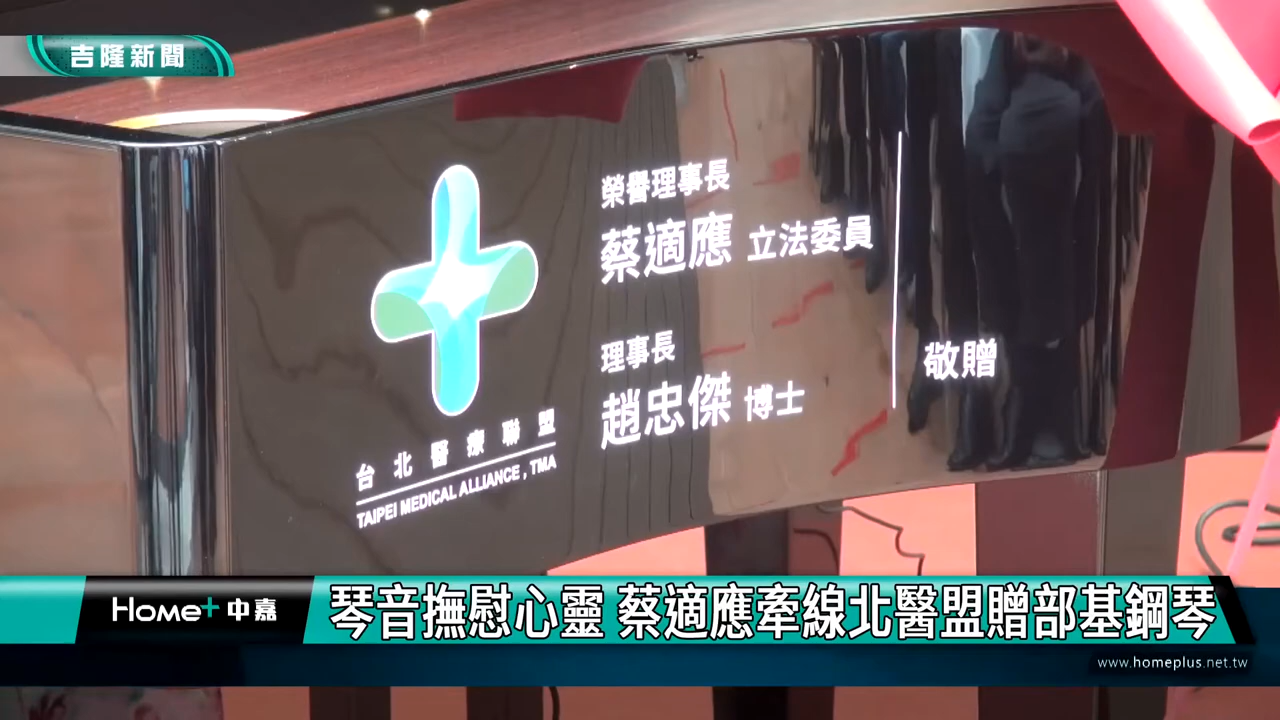 吉隆新聞
榮譽理事長
蔡適應 立法委員
理事長
趙忠傑 博士
敬贈
台北醫療聯盟
TAIPEI MEDICAL ALLIANCE , TMA
Home+ 中嘉
琴音撫慰心靈 蔡適應牽線北醫盟贈部基鋼琴
www.homeplus.net.tw